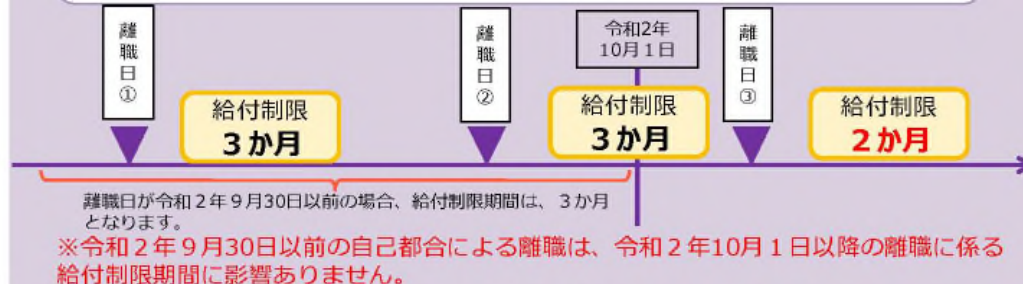 離職日①
離職日②
令和2年
10月1日
離職日③
給付制限
3か月
給付制限
3か月
給付制限
2か月
離職日が令和2年9月30日以前の場合、給付制限期間は、3か月
となります。
※令和2年9月30日以前の自己都合による離職は、令和2年10月1日以降の離職に係る
給付制限期間に影響ありません。